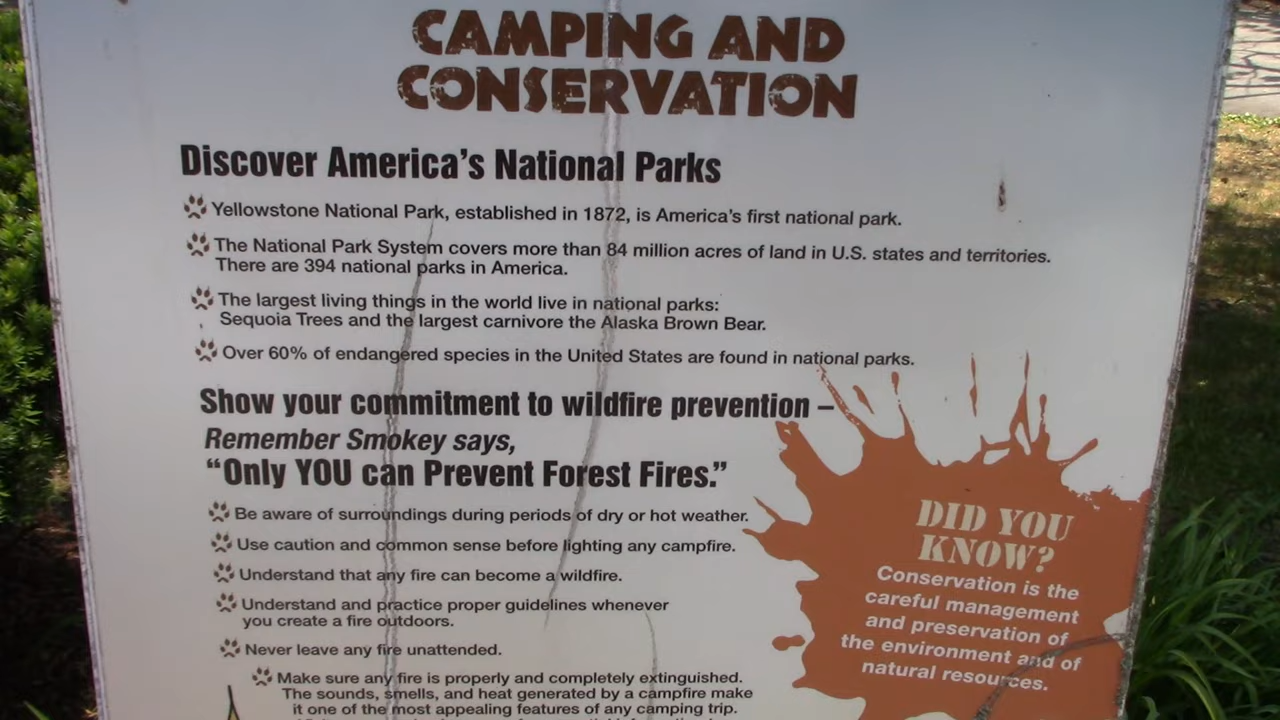 CAMPING AND
CONSERVATION
Discover America's National Parks
Yellowstone National Park, established in 1872, is America's first national park.
The National Park System covers more than 84 million acres of land in U.S. states and territories.
There are 394 national parks in America.
The largest living things in the world live in national parks:
Sequoia Trees and the largest carnivore the Alaska Brown Bear.
Over 60% of endangered species in the United States are found in national parks.
Show your commitment to wildfire prevention –
Remember Smokey says,
“Only YOU can Prevent Forest Fires.”
Be aware of surroundings during periods of dry or hot weather.
Use caution and common sense before lighting any campfire.
Understand that any fire can become a wildfire.
Understand and practice proper guidelines whenever
you create a fire outdoors.
Never leave any fire unattended.
Make sure any fire is properly and completely extinguished.
The sounds, smells, and heat generated by a campfire make
it one of the most appealing features of any camping trip.
DID YOU
KNOW?
Conservation is the
careful management
and preservation of
the environment and of
natural resources.